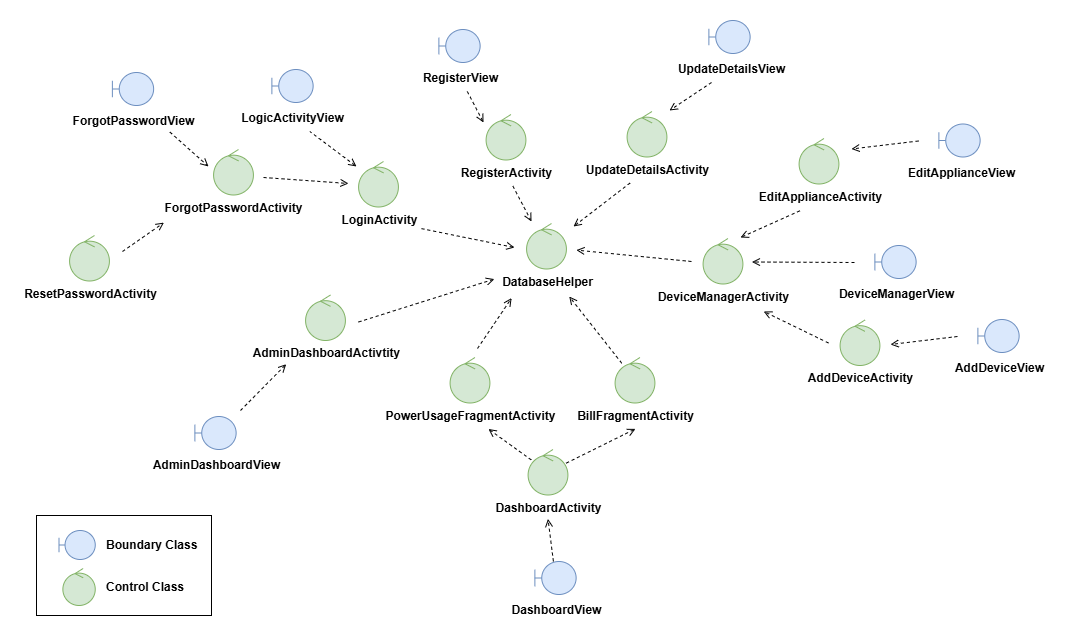 RegisterView
UpdateDetailsView
ForgotPasswordView
LogicActivityView
RegisterActivity
UpdateDetailsActivity
EditApplianceView
EditApplianceActivity
ForgotPasswordActivity
LoginActivity
ResetPasswordActivity
DatabaseHelper
DeviceManagerActivity
DeviceManagerView
AdminDashboardActivtity
AddDeviceView
AddDeviceActivity
PowerUsageFragmentActivity
BillFragmentActivity
AdminDashboardView
DashboardActivity
Boundary Class
Control Class
DashboardView